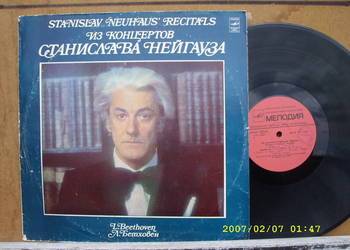 STANISLAV NEUHAUS' RECITALS
ИЗ КОНЦЕРТОВ
СТАНИСЛАВА НЕЙГАУЗА
МЕЛОДИЯ
L.Beethoven
Л.Бетховен
2007/02/07 01:47